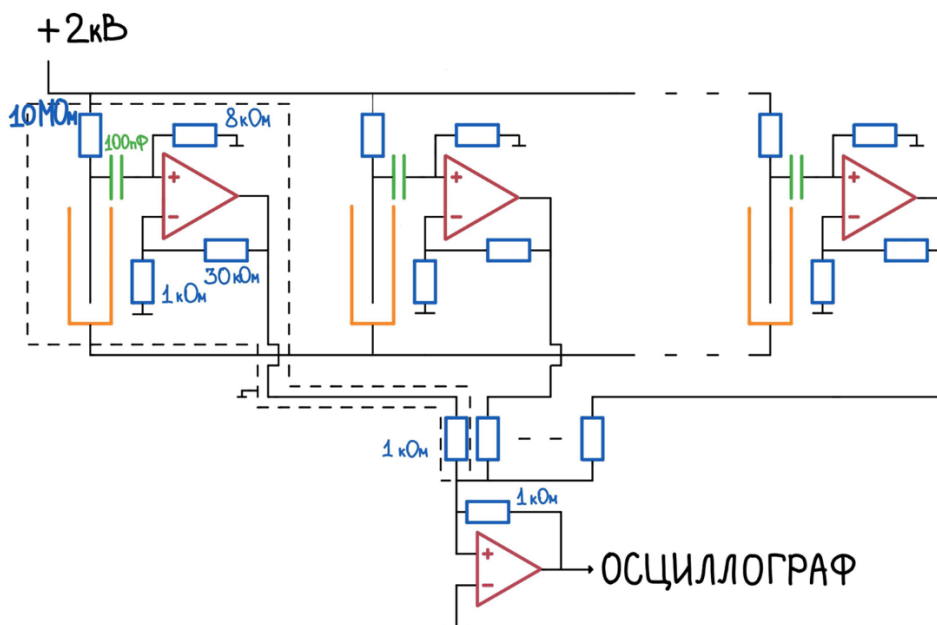 +2кВ
10МОм
8кОм
100пФ
+
+
+
-
-
-
30кОм
1кОм
1кОм
1кОм
+
-
ОСЦИЛЛОГРАФ